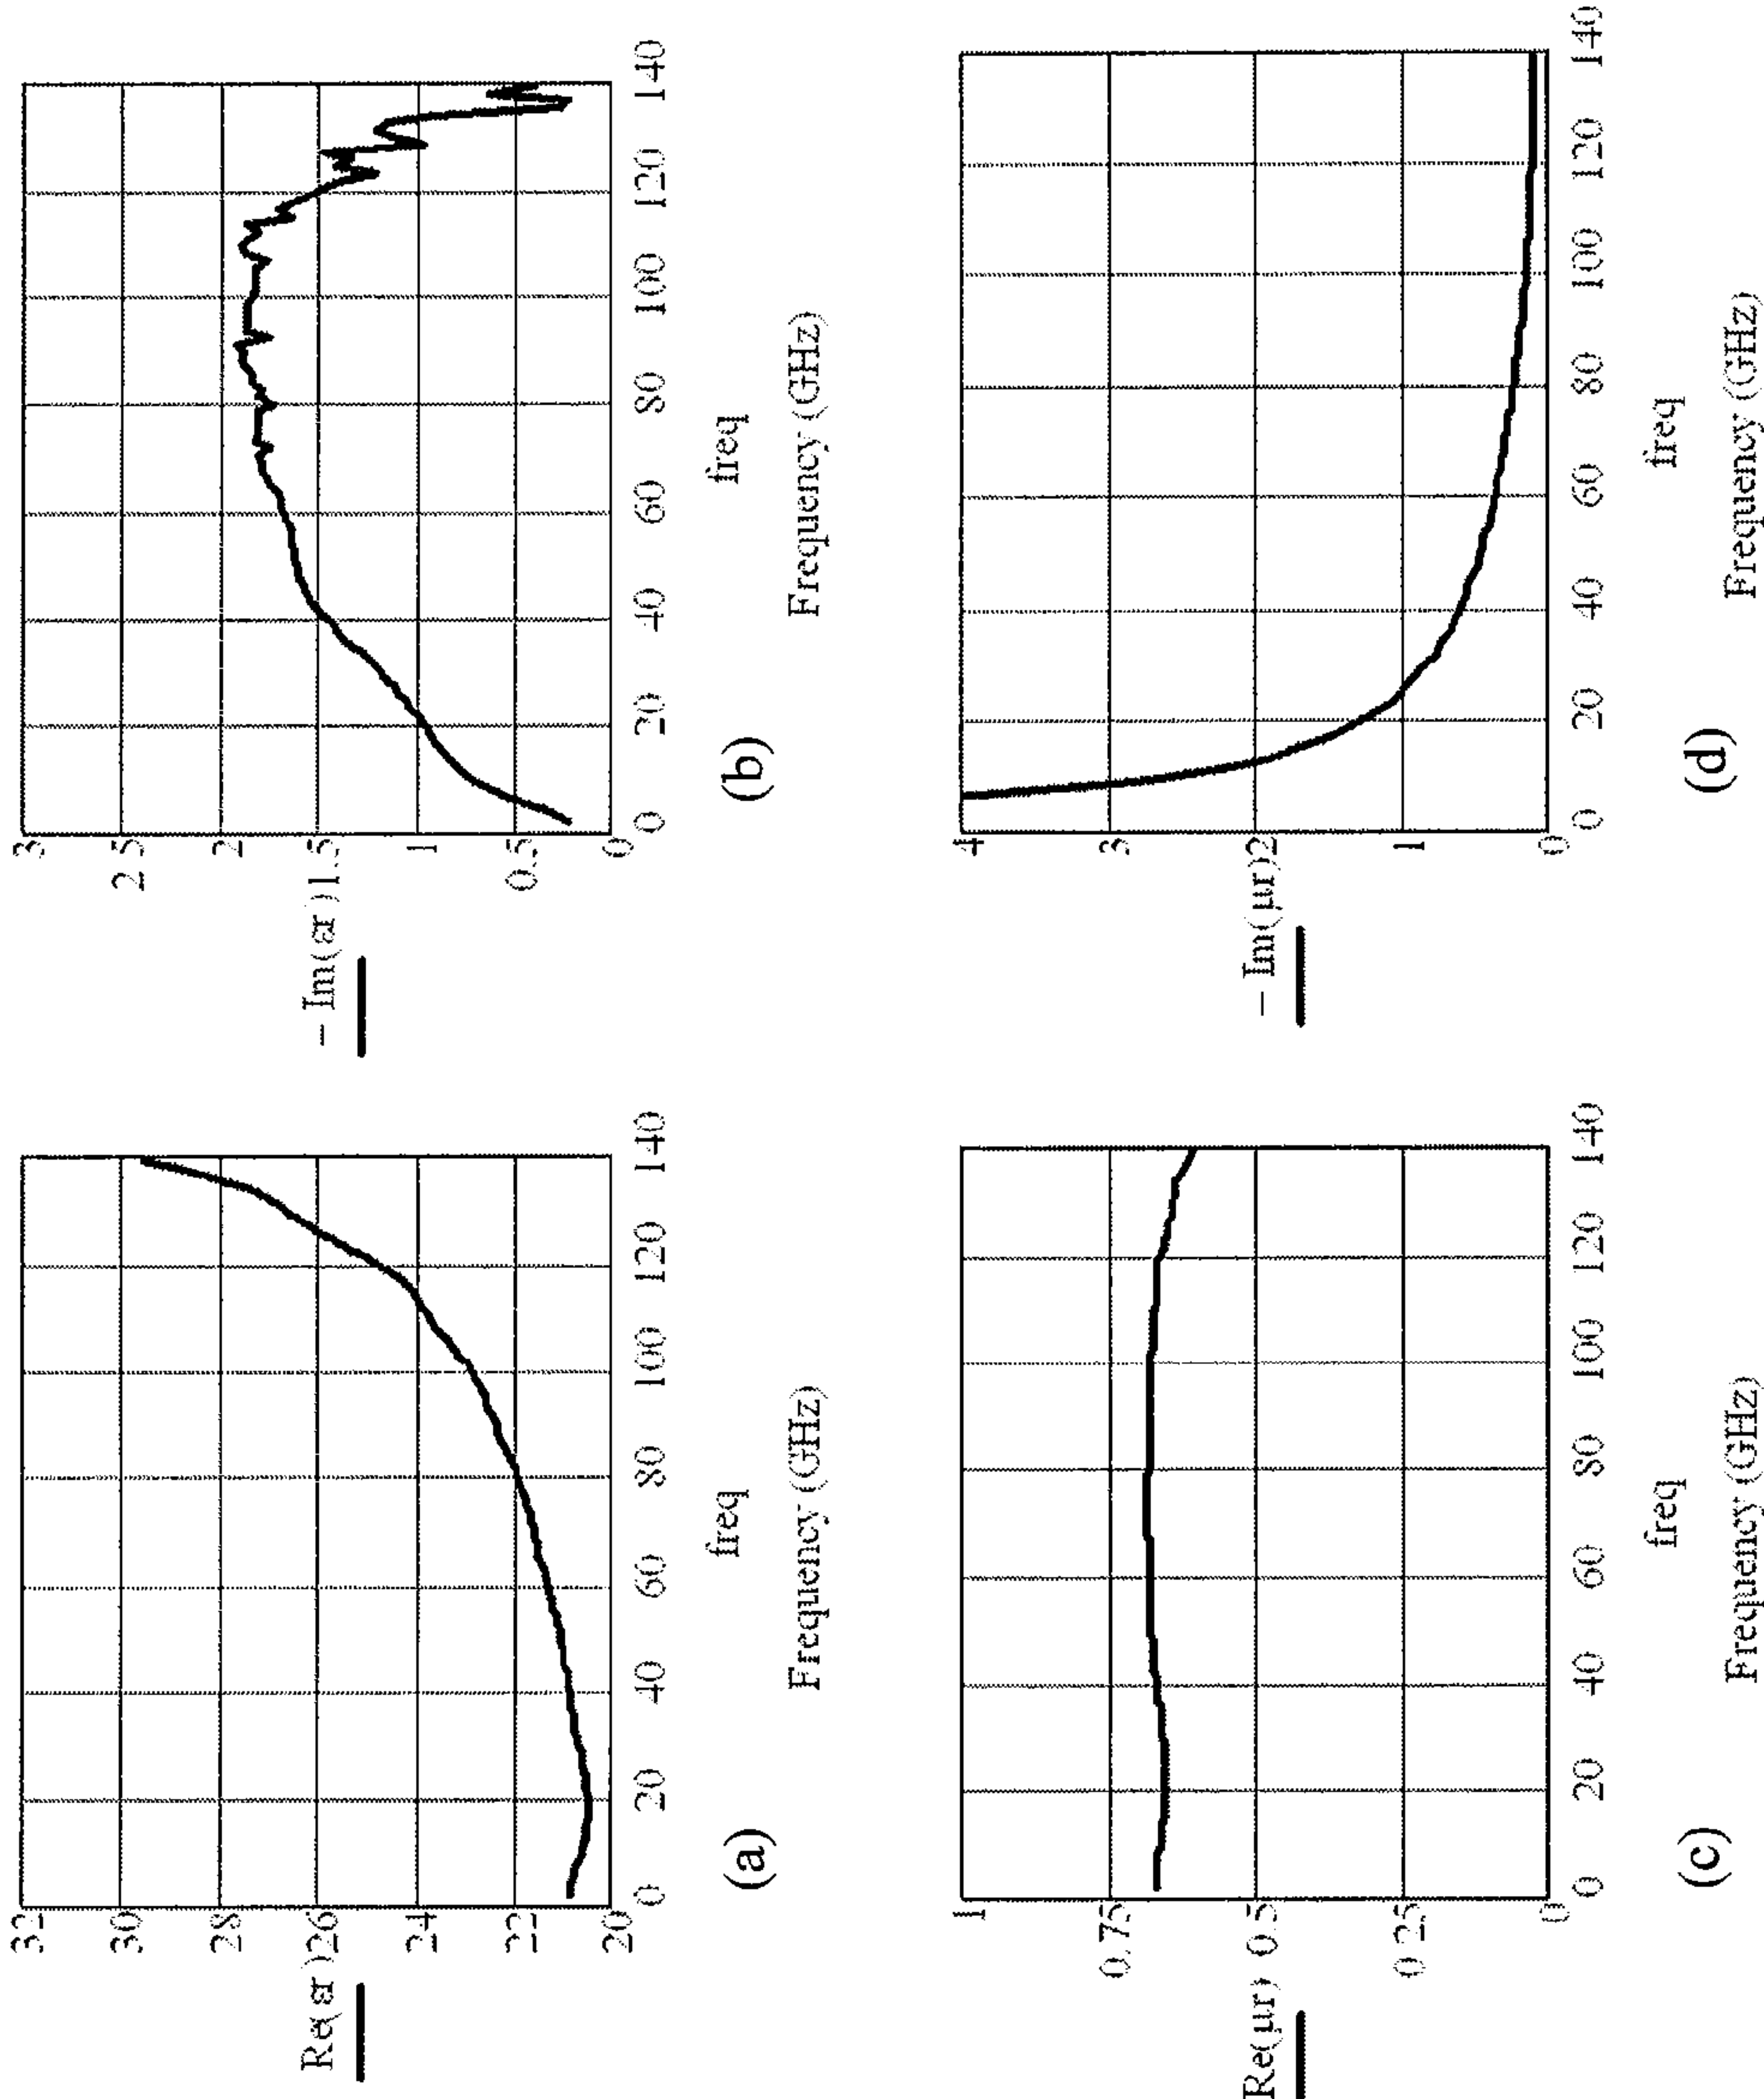 32
30
28
Re(εr) 26
24
22
20
0 20 40 60 80 100 120 140
freq
Frequency (GHz)
(a)
3
2.5
2
− Im(εr) 1.5
1
0.5
0
0 20 40 60 80 100 120 140
freq
Frequency (GHz)
(b)
1
0.75
Re(μr) 0.5
0.25
0
0 20 40 60 80 100 120 140
freq
Frequency (GHz)
(c)
4
3
− Im(μr) 2
1
0
0 20 40 60 80 100 120 140
freq
Frequency (GHz)
(d)